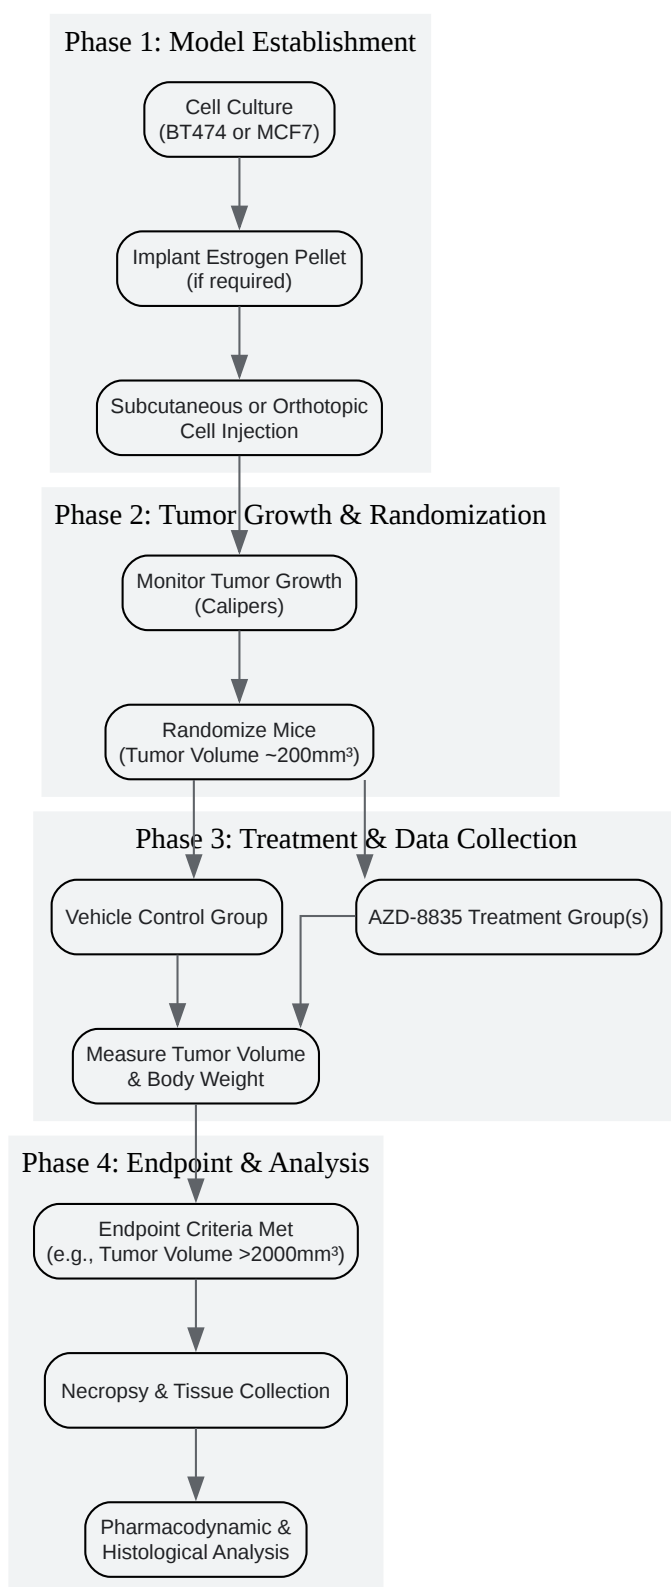 Phase 1: Model Establishment
Cell Culture
(BT474 or MCF7)
Implant Estrogen Pellet
(if required)
Subcutaneous or Orthotopic
Cell Injection
Phase 2: Tumor Growth & Randomization
Monitor Tumor Growth
(Calipers)
Randomize Mice
(Tumor Volume ~200mm³)
Phase 3: Treatment & Data Collection
Vehicle Control Group
AZD-8835 Treatment Group(s)
Measure Tumor Volume
& Body Weight
Phase 4: Endpoint & Analysis
Endpoint Criteria Met
(e.g., Tumor Volume >2000mm³)
Necropsy & Tissue Collection
Pharmacodynamic &
Histological Analysis